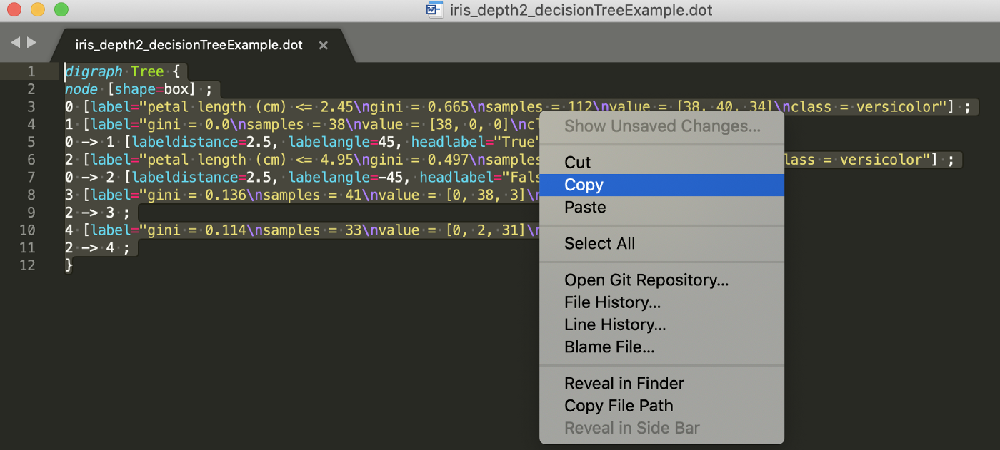 iris_depth2_decisionTreeExample.dot
iris_depth2_decisionTreeExample.dot ×
1 digraph Tree {
2 node [shape=box] ;
3 0 [label="petal length (cm) <= 2.45\ngini = 0.665\nsamples = 112\nvalue = [38, 40, 34]\nclass = versicolor"] ;
4 1 [label="gini = 0.0\nsamples = 38\nvalue = [38, 0, 0]\ncl
5 0 -> 1 [labeldistance=2.5, labelangle=45, headlabel="True"
6 2 [label="petal length (cm) <= 4.95\ngini = 0.497\nsamples lass = versicolor"] ;
7 0 -> 2 [labeldistance=2.5, labelangle=-45, headlabel="Fals
8 3 [label="gini = 0.136\nsamples = 41\nvalue = [0, 38, 3]\n
9 2 -> 3 ;
10 4 [label="gini = 0.114\nsamples = 33\nvalue = [0, 2, 31]\n
11 2 -> 4 ;
12 }
Show Unsaved Changes...
Cut
Copy
Paste
Select All
Open Git Repository...
File History...
Line History...
Blame File...
Reveal in Finder
Copy File Path
Reveal in Side Bar